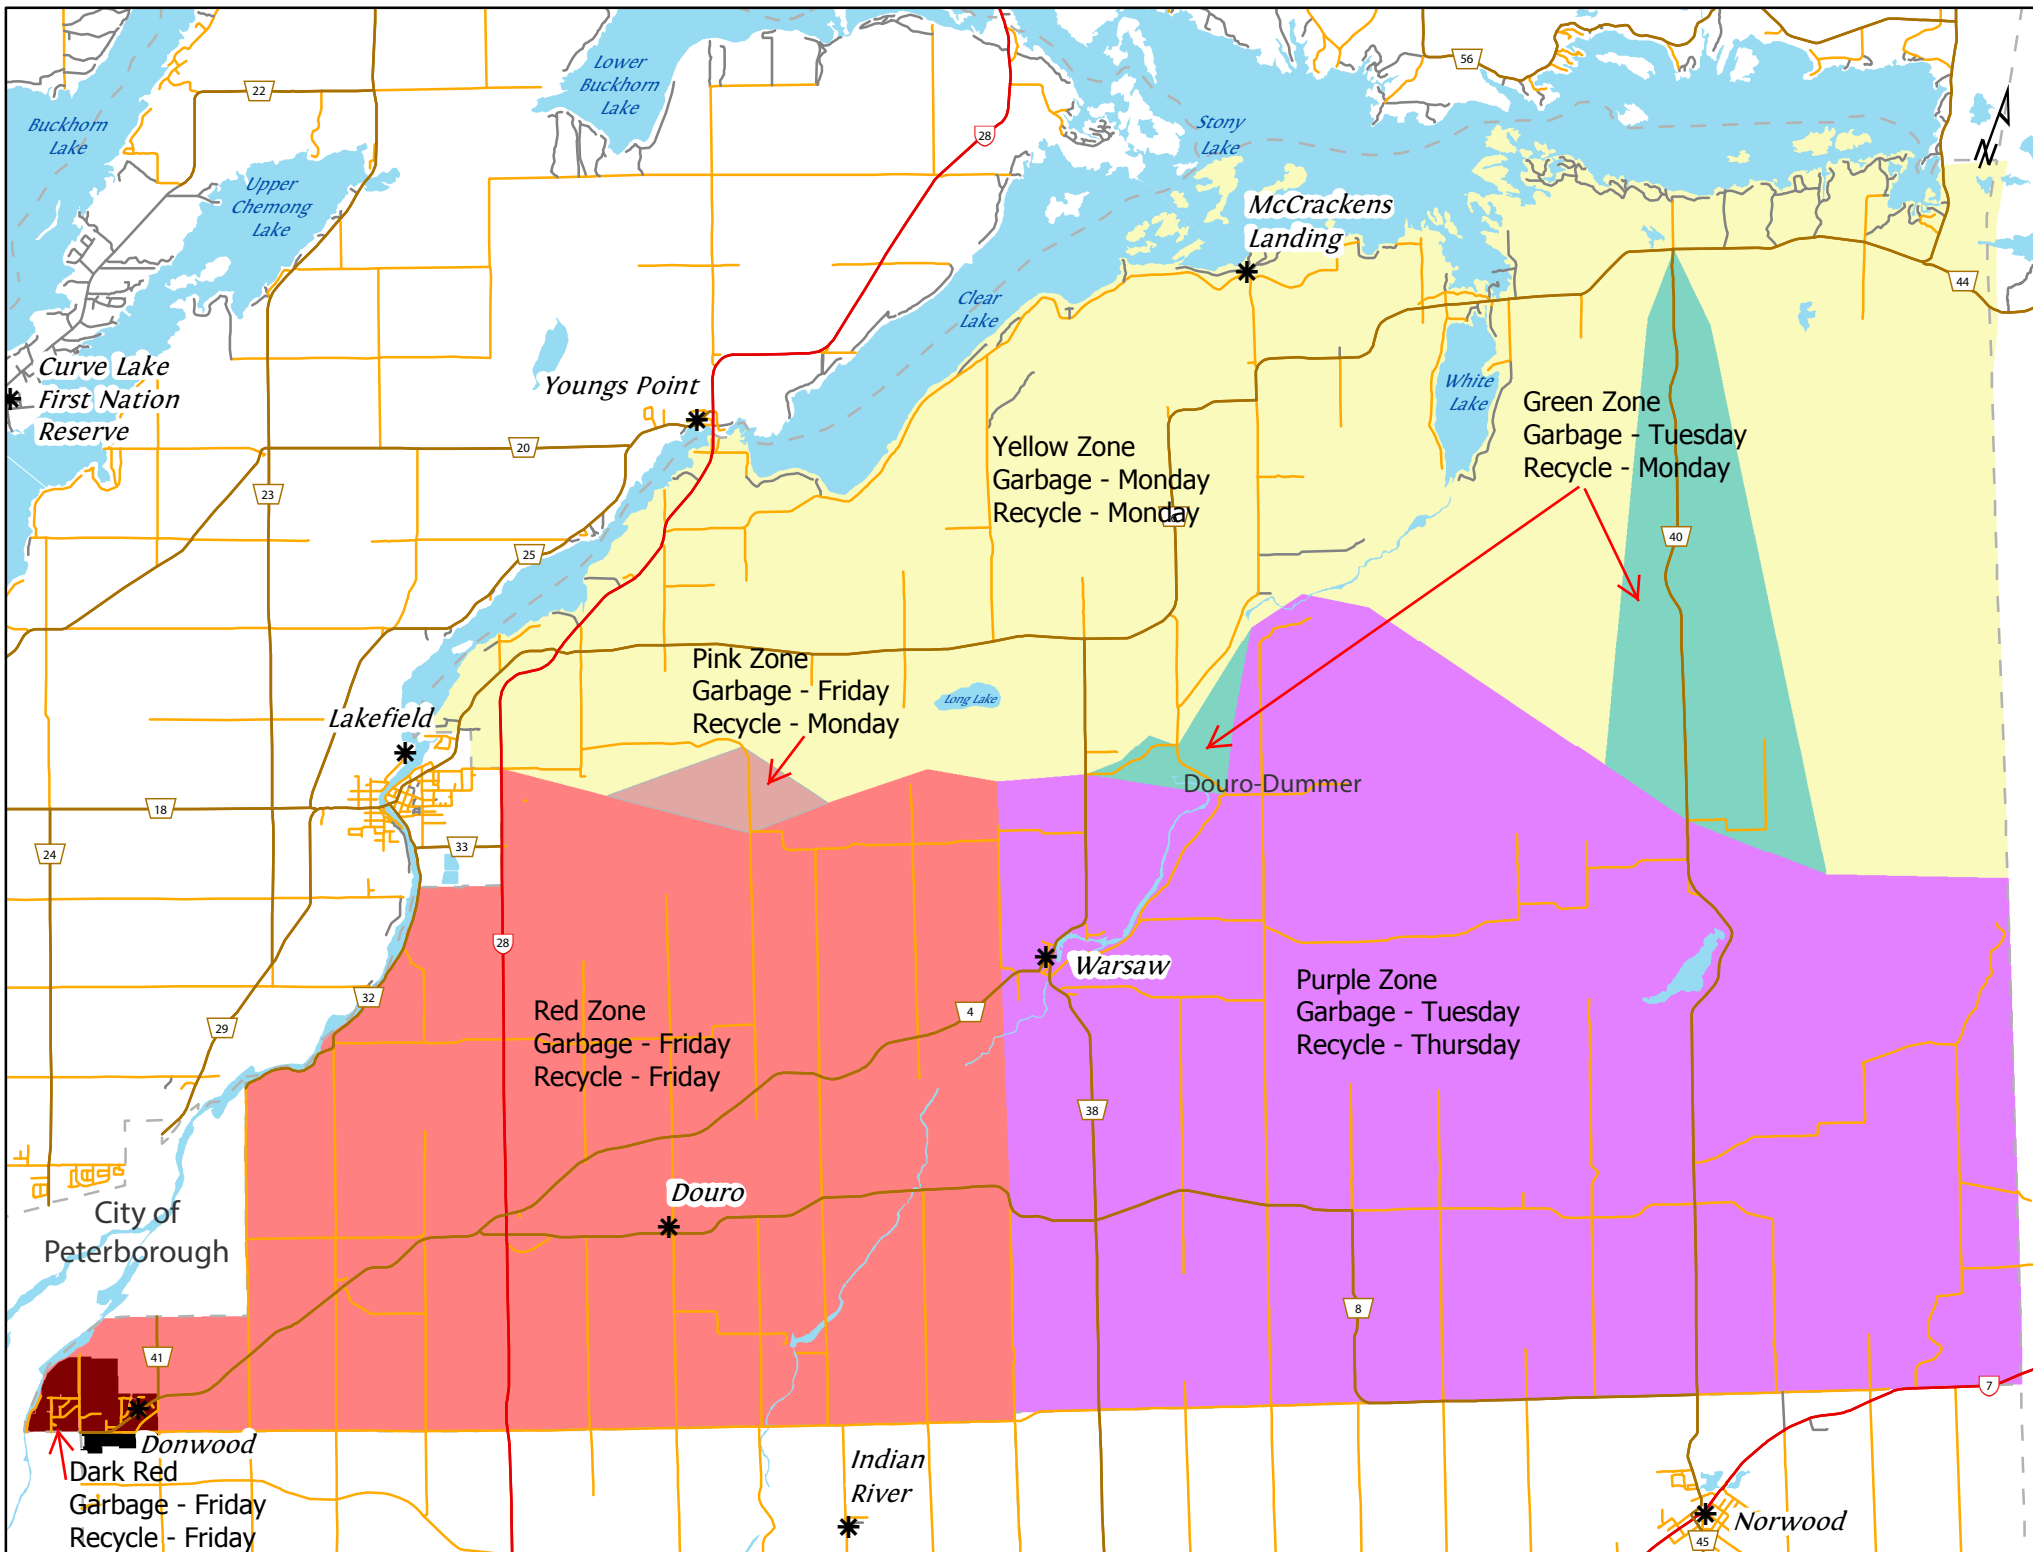 56
22
Lower
Buckhorn
Lake
Buckhorn
Lake
28
Stony
Lake
Upper
Chemong
Lake
McCrackens
Landing
44
Clear
Lake
Curve Lake
First Nation
Reserve
Youngs Point
White
Lake
Green Zone
Garbage - Tuesday
Recycle - Monday
20
Yellow Zone
Garbage - Monday
Recycle - Monday
23
40
25
Pink Zone
Garbage - Friday
Recycle - Monday
Long Lake
Lakefield
Douro-Dummer
18
24
33
28
Warsaw
32
29
4
Red Zone
Garbage - Friday
Recycle - Friday
Purple Zone
Garbage - Tuesday
Recycle - Thursday
38
Douro
City of
Peterborough
8
41
7
Donwood
Dark Red
Garbage - Friday
Recycle - Friday
Indian
River
Norwood
45